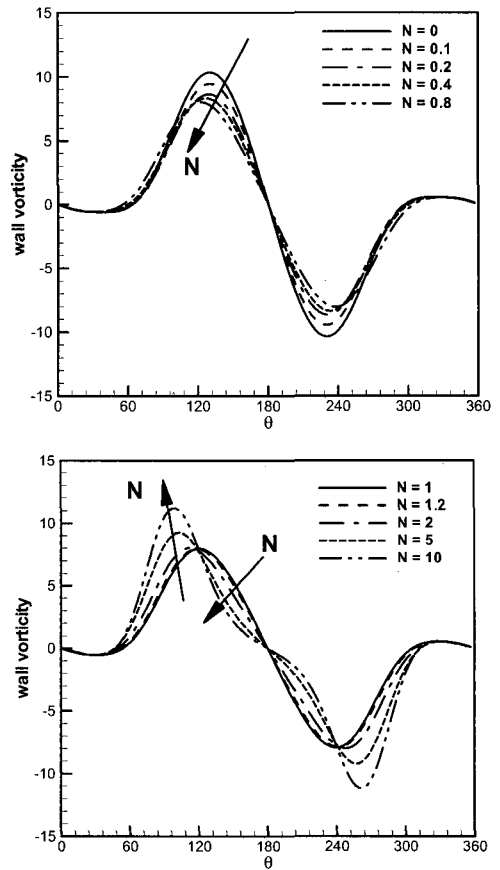 15
10
5
0
-5
-10
-15
wall vorticity
N
N = 0
N = 0.1
N = 0.2
N = 0.4
N = 0.8
0 60 120 180 240 300 360
θ
15
10
5
0
-5
-10
-15
wall vorticity
N
N
N = 1
N = 1.2
N = 2
N = 5
N = 10
0 60 120 180 240 300 360
θ